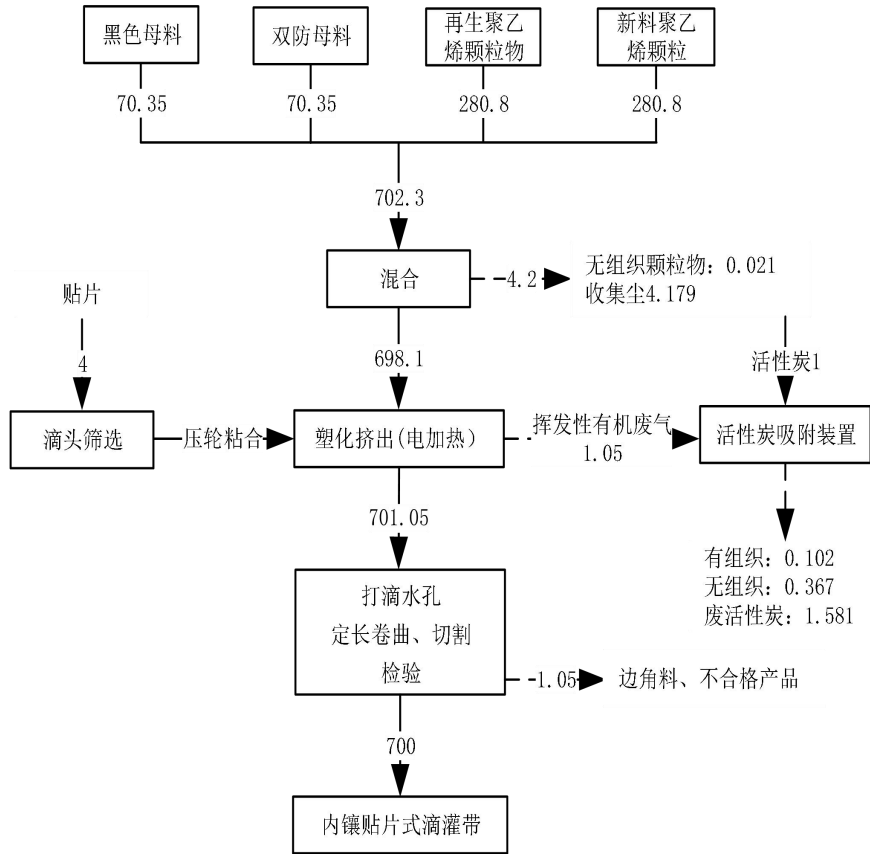 黑色母料
双防母料
再生聚乙
烯颗粒物
新料聚乙
烯颗粒
70.35
70.35
280.8
280.8
702.3
混合
4.2
无组织颗粒物：0.021
收集尘4.179
贴片
4
698.1
活性炭1
滴头筛选
压轮粘合
塑化挤出(电加热）
挥发性有机废气
1.05
活性炭吸附装置
701.05
有组织：0.102
无组织：0.367
废活性炭：1.581
打滴水孔
定长卷曲、切割
检验
1.05
边角料、不合格产品
700
内镶贴片式滴灌带